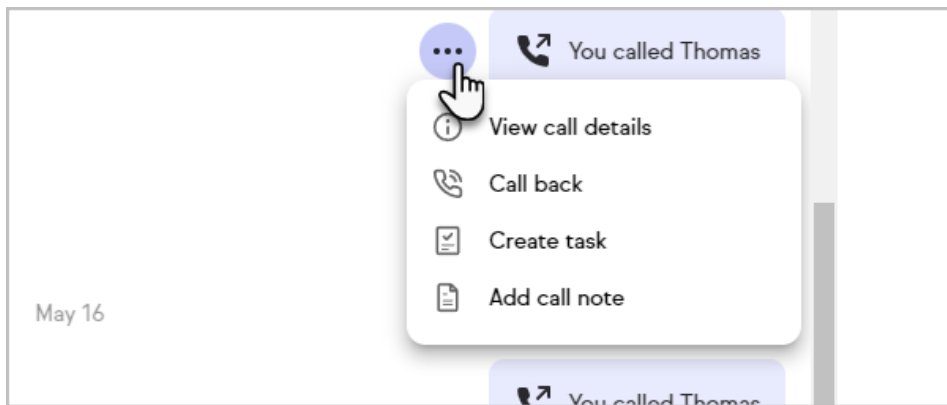 You called Thomas
View call details
Call back
Create task
Add call note
May 16
You called Thomas